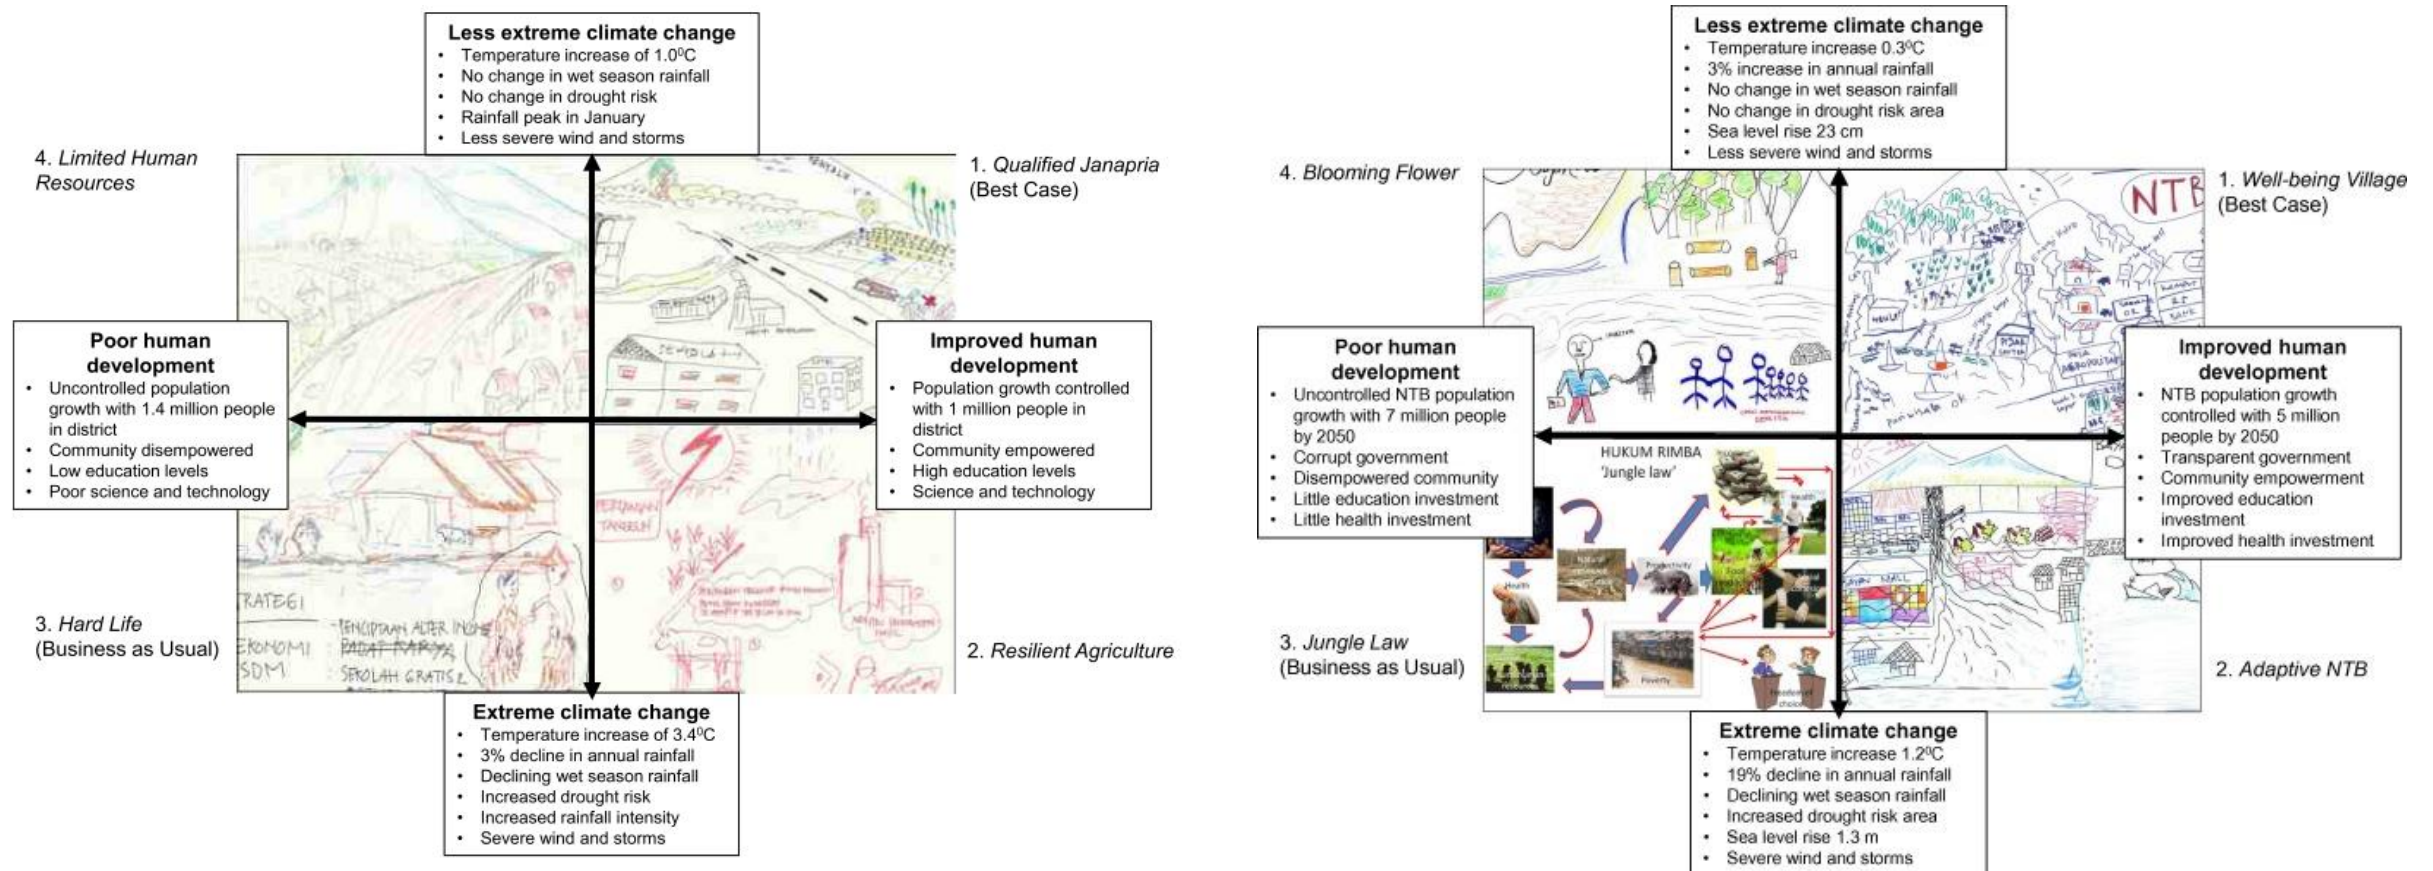 Less extreme climate change
• Temperature increase of 1.0⁰C
• No change in wet season rainfall
• No change in drought risk
• Rainfall peak in January
• Less severe wind and storms
4. Limited Human
Resources
1. Qualified Janapria
(Best Case)
Poor human
development
• Uncontrolled population
growth with 1.4 million people
in district
• Community disempowered
• Low education levels
• Poor science and technology
Improved human
development
• Population growth controlled
with 1 million people in
district
• Community empowered
• High education levels
• Science and technology
3. Hard Life
(Business as Usual)
2. Resilient Agriculture
RATEGI
EKONOMI
SDM
SEKOLAH GRATIS
Extreme climate change
• Temperature increase of 3.4⁰C
• 3% decline in annual rainfall
• Declining wet season rainfall
• Increased drought risk
• Increased rainfall intensity
• Severe wind and storms
Less extreme climate change
• Temperature increase 0.3⁰C
• 3% increase in annual rainfall
• No change in wet season rainfall
• No change in drought risk area
• Sea level rise 23 cm
• Less severe wind and storms
4. Blooming Flower
1. Well-being Village
(Best Case)
NTB
Poor human
development
• Uncontrolled NTB population
growth with 7 million people
by 2050
• Corrupt government
• Disempowered community
• Little education investment
• Little health investment
Improved human
development
• NTB population growth
controlled with 5 million
people by 2050
• Transparent government
• Community empowerment
• Improved education
investment
• Improved health investment
HUKUM RIMBA
'Jungle law'
Health
Natural
Productivity
Food
Health
Poverty
Freedom of
choice
MALL
3. Jungle Law
(Business as Usual)
2. Adaptive NTB
Extreme climate change
• Temperature increase 1.2⁰C
• 19% decline in annual rainfall
• Declining wet season rainfall
• Increased drought risk area
• Sea level rise 1.3 m
• Severe wind and storms